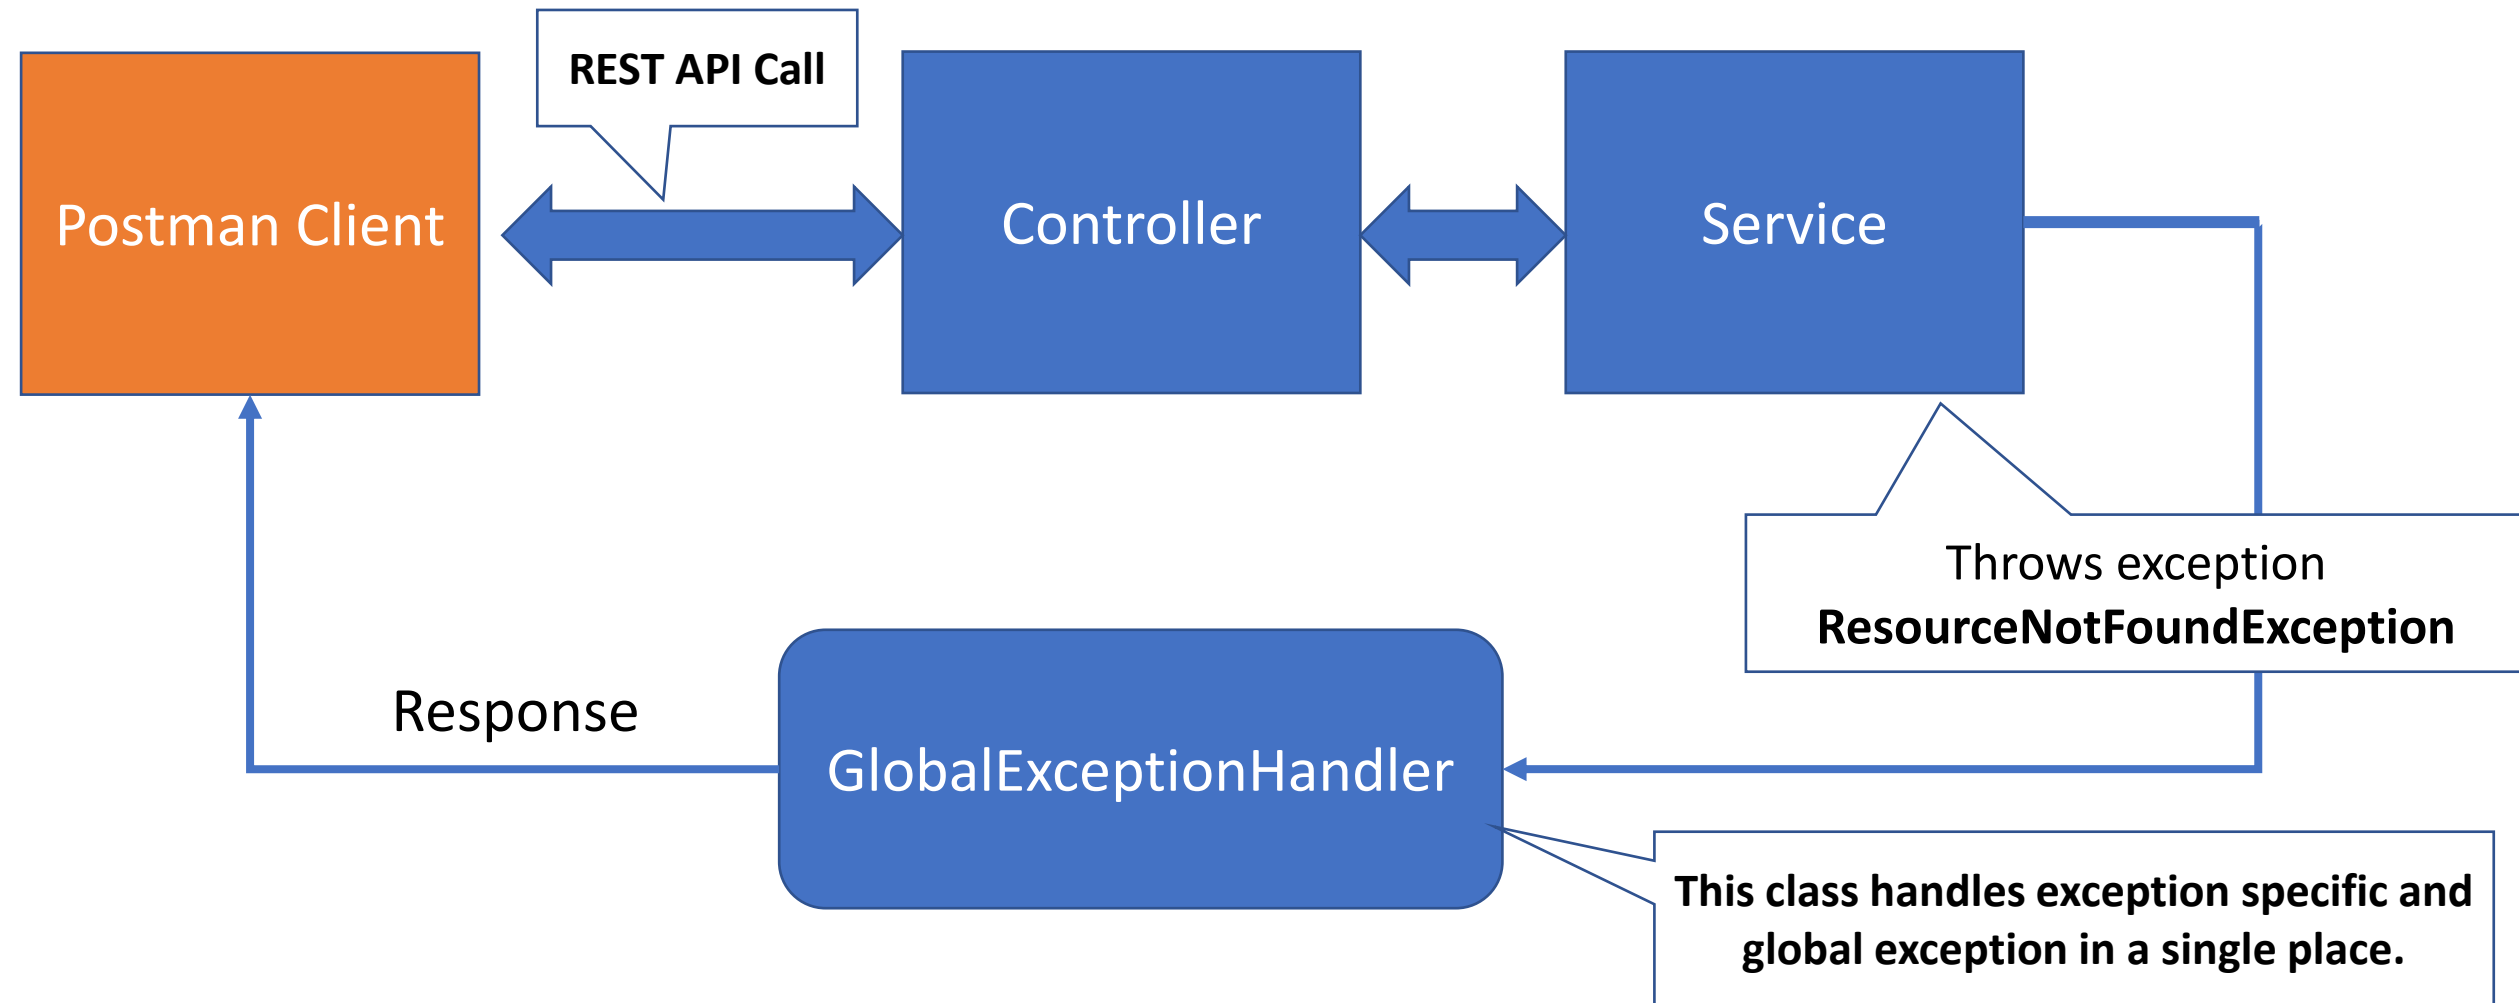 REST API Call
Postman Client
Controller
Service
Throws exception
ResourceNotFoundException
Response
GlobalExceptionHandler
This class handles exception specific and
global exception in a single place.